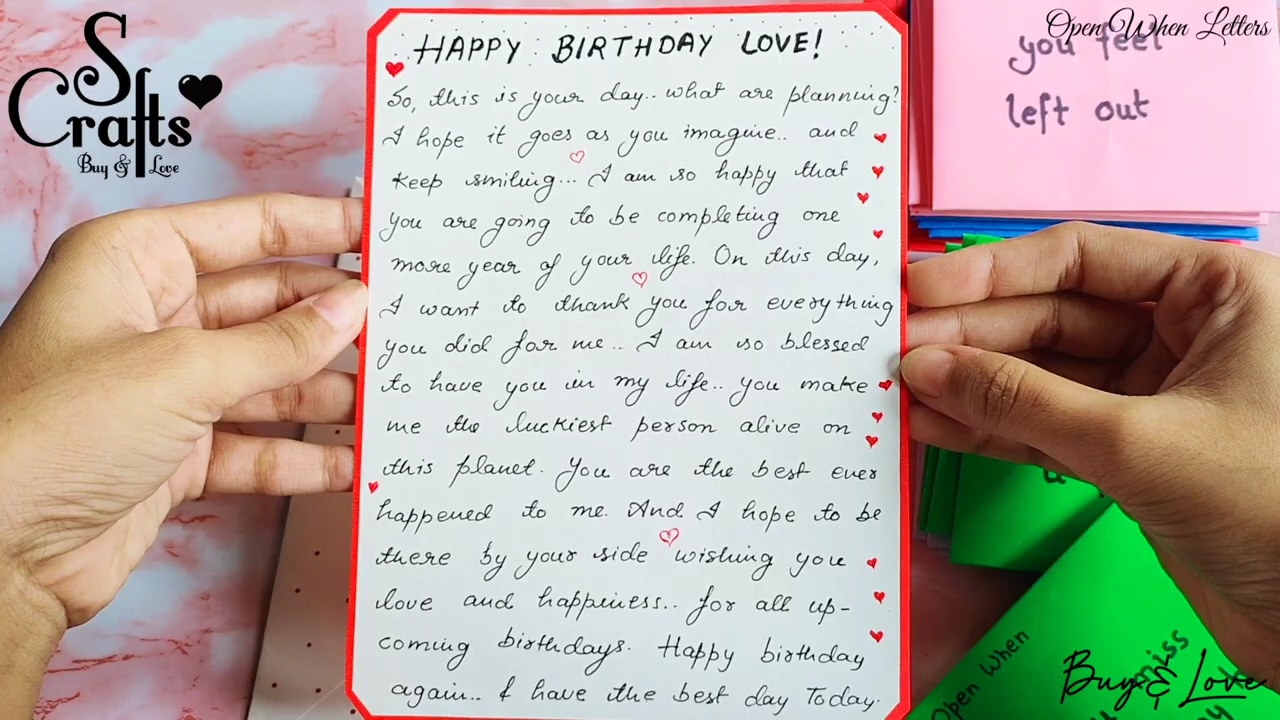 S Crafts
Buy & Love
Open When Letters
you feel
left out
HAPPY BIRTHDAY LOVE!
So, this is your day.. what are planning?
I hope it goes as you imagine.. and
keep smiling... I am so happy that
you are going to be completing one
more year of your life. On this day,
I want to thank you for everything
you did for me.. I am so blessed
to have you in my life.. you make
me the luckiest person alive on
this planet. You are the best ever
happened to me. And I hope to be
there by your side wishing you
love and happiness.. for all up-
coming birthdays. Happy birthday
again.. & have the best day Today.
Open When
miss
Buy & Love